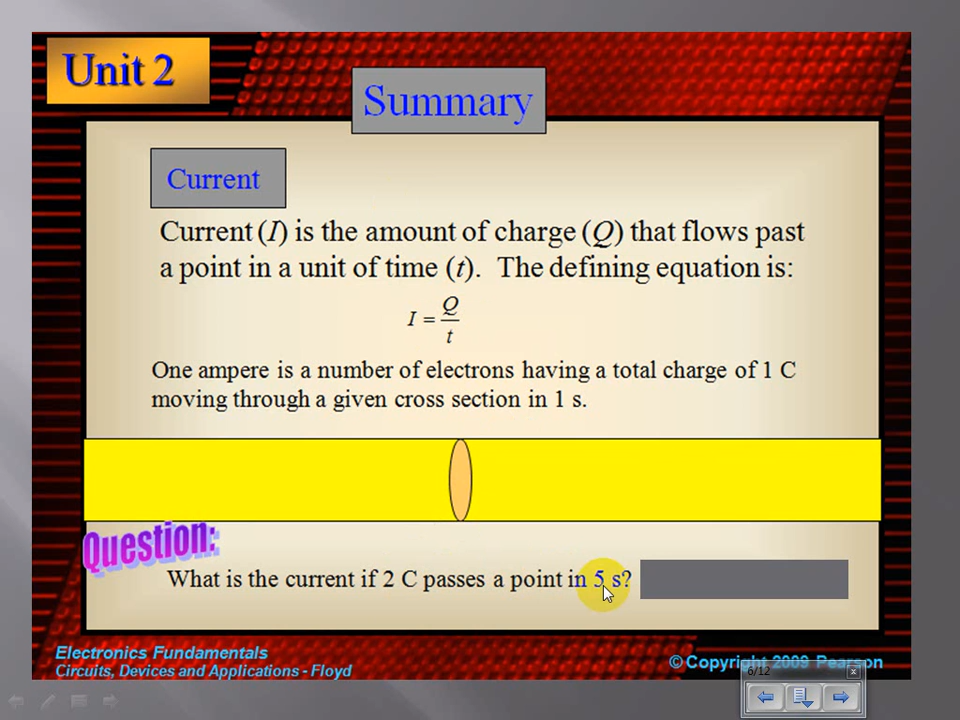 Unit 2
Summary
Current
Current (I) is the amount of charge (Q) that flows past
a point in a unit of time (t). The defining equation is:
I = Q/t
One ampere is a number of electrons having a total charge of 1 C
moving through a given cross section in 1 s.
Question:
What is the current if 2 C passes a point in 5 s?
Electronics Fundamentals
Circuits, Devices and Applications - Floyd
© Copyright 2009 Pearson
6/12
x